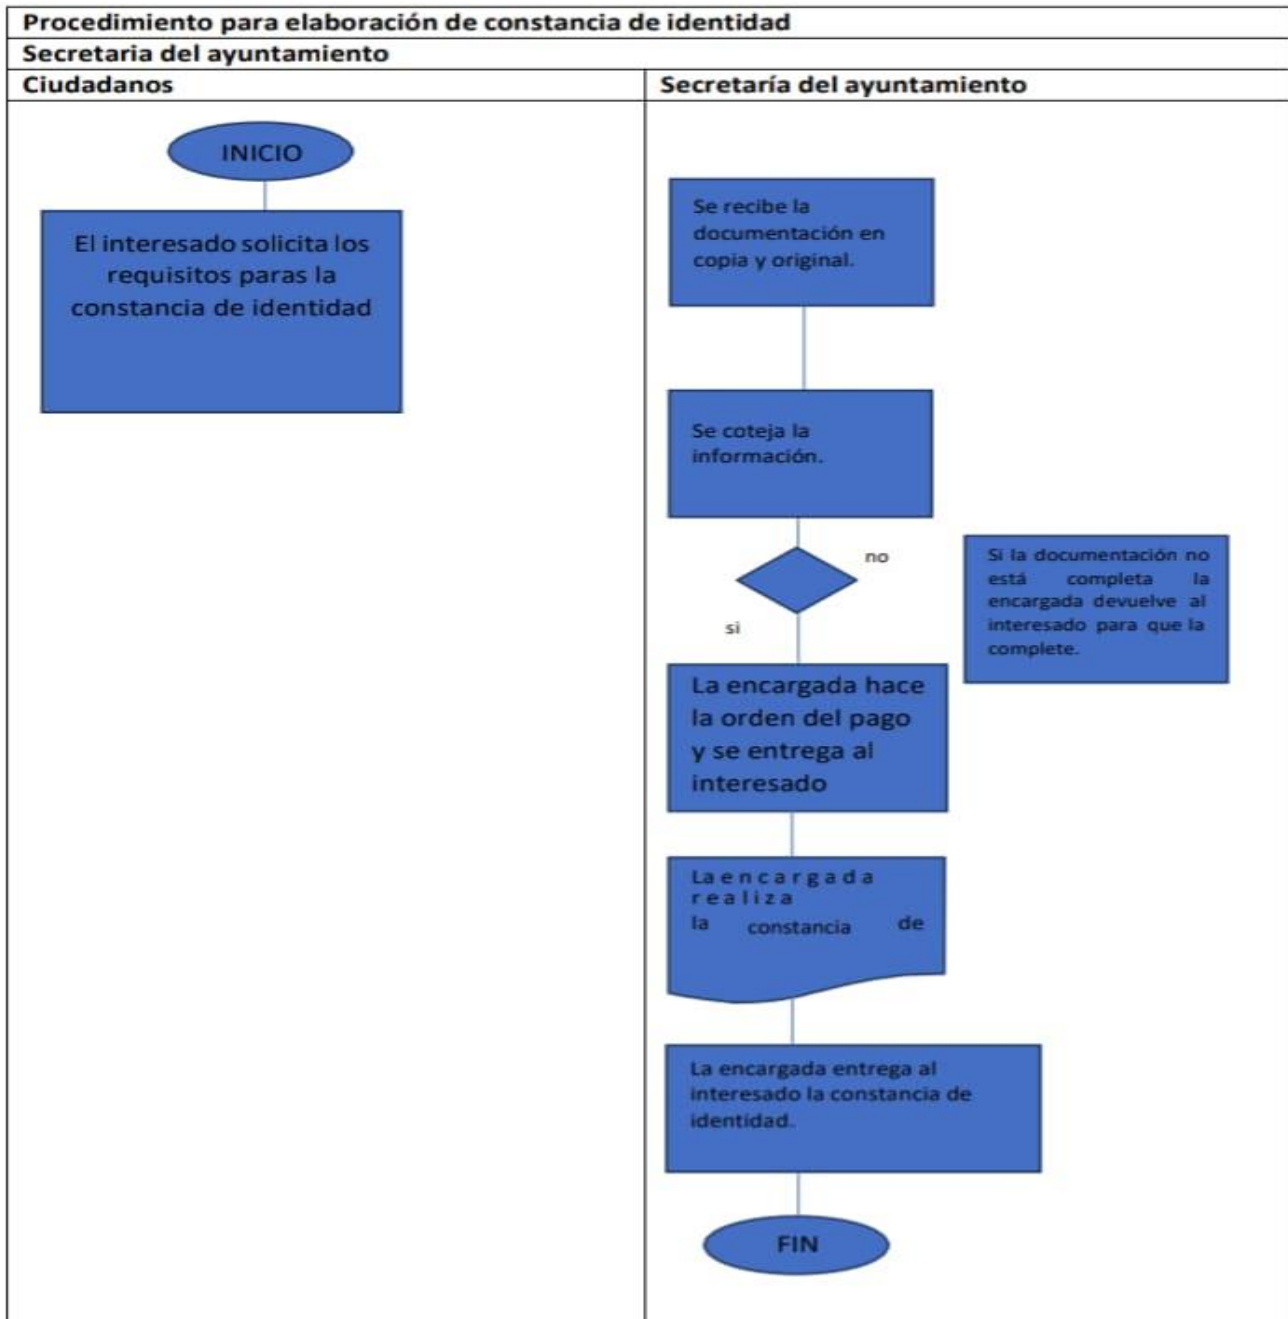 Procedimiento para elaboración de constancia de identidad
Secretaria del ayuntamiento
Ciudadanos
Secretaría del ayuntamiento
INICIO
El interesado solicita los
requisitos paras la
constancia de identidad
Se recibe la
documentación en
copia y original.
Se coteja la
información.
no
si
Si la documentación no
está completa la
encargada devuelve al
interesado para que la
complete.
La encargada hace
la orden del pago
y se entrega al
interesado
La encargada
realiza
la constancia de
La encargada entrega al
interesado la constancia de
identidad.
FIN